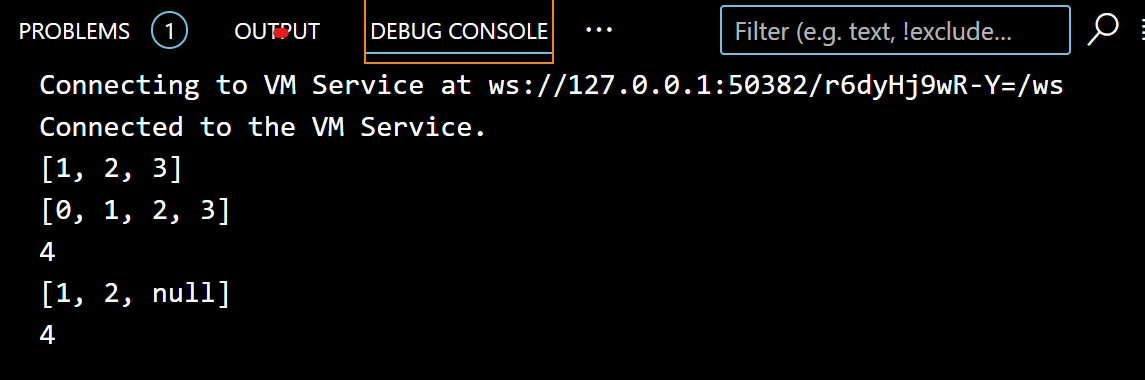 PROBLEMS 1 OUTPUT DEBUG CONSOLE ... Filter (e.g. text, !exclude...
Connecting to VM Service at ws://127.0.0.1:50382/r6dyHj9wR-Y=/ws
Connected to the VM Service.
[1, 2, 3]
[0, 1, 2, 3]
4
[1, 2, null]
4